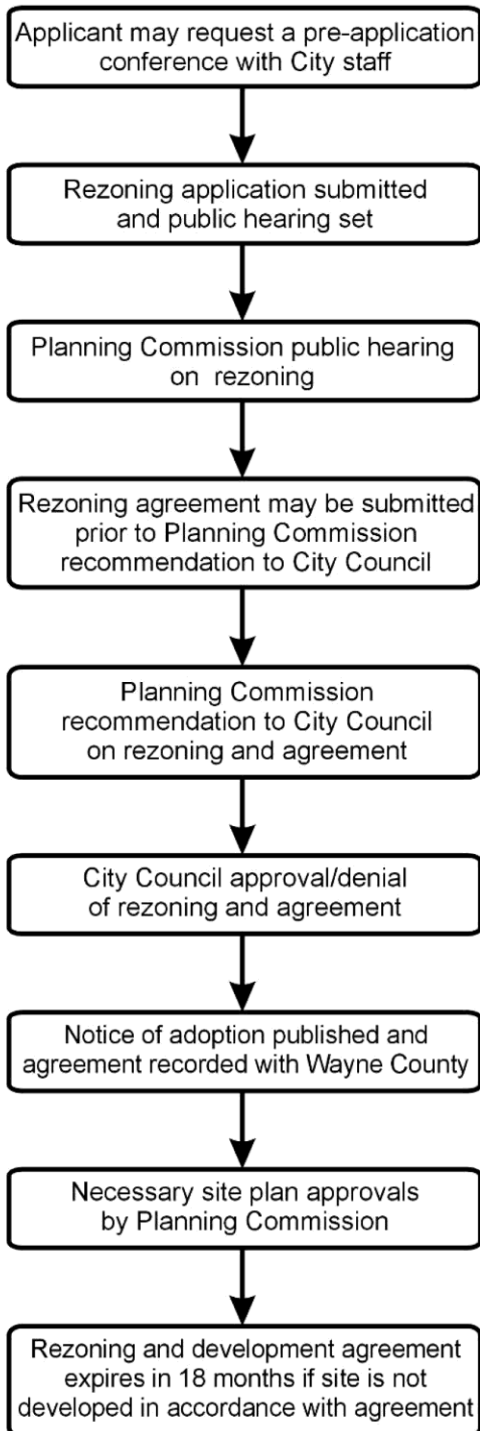 Applicant may request a pre-application
conference with City staff
Rezoning application submitted
and public hearing set
Planning Commission public hearing
on rezoning
Rezoning agreement may be submitted
prior to Planning Commission
recommendation to City Council
Planning Commission
recommendation to City Council
on rezoning and agreement
City Council approval/denial
of rezoning and agreement
Notice of adoption published and
agreement recorded with Wayne County
Necessary site plan approvals
by Planning Commission
Rezoning and development agreement
expires in 18 months if site is not
developed in accordance with agreement